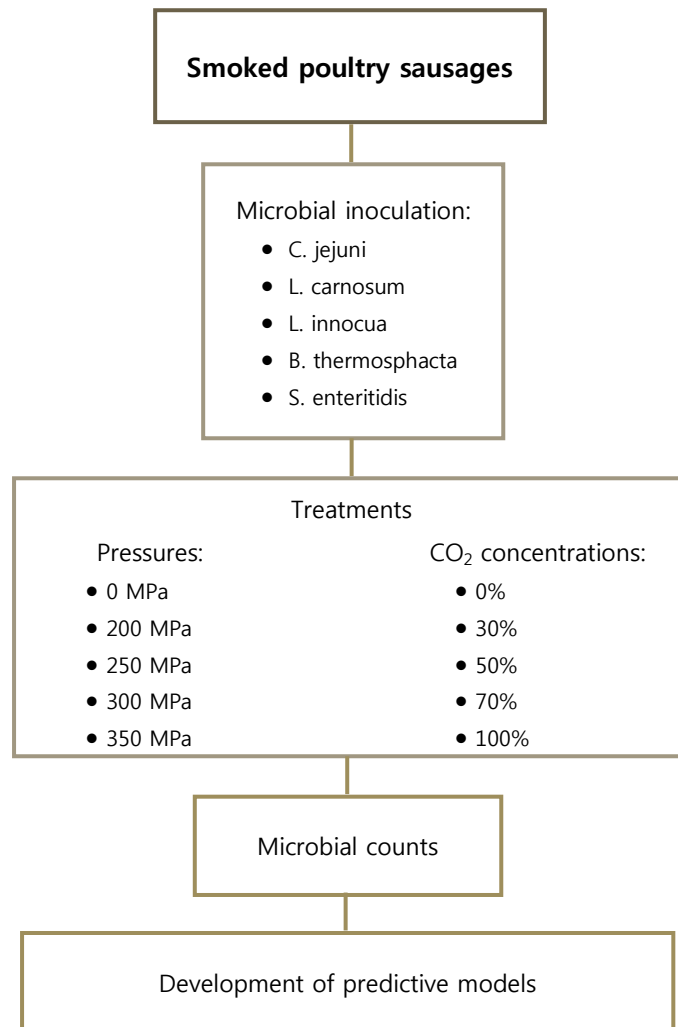 Smoked poultry sausages
Microbial inoculation:
• C. jejuni
• L. carnosum
• L. innocua
• B. thermosphacta
• S. enteritidis
Treatments
Pressures:
• 0 MPa
• 200 MPa
• 250 MPa
• 300 MPa
• 350 MPa
CO₂ concentrations:
• 0%
• 30%
• 50%
• 70%
• 100%
Microbial counts
Development of predictive models